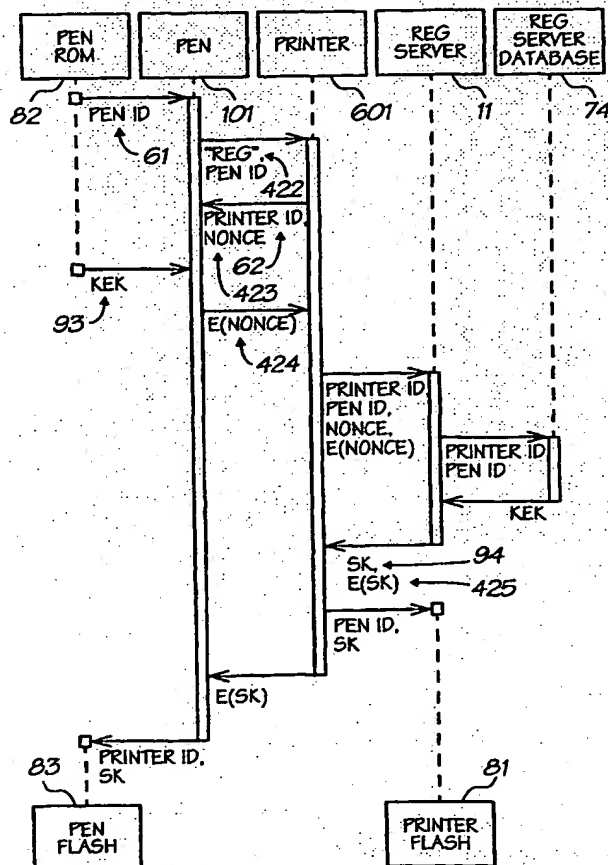 PEN ROM
PEN
PRINTER
REG SERVER
REG SERVER DATABASE
82
101
601
11
74
PEN ID
61
"REG",
PEN ID
422
PRINTER ID,
NONCE
62
423
KEK
93
E(NONCE)
424
PRINTER ID,
PEN ID,
NONCE,
E(NONCE)
PRINTER ID,
PEN ID
KEK
SK,
94
E(SK)
425
PEN ID,
SK
E(SK)
PRINTER ID,
SK
83
81
PEN FLASH
PRINTER FLASH